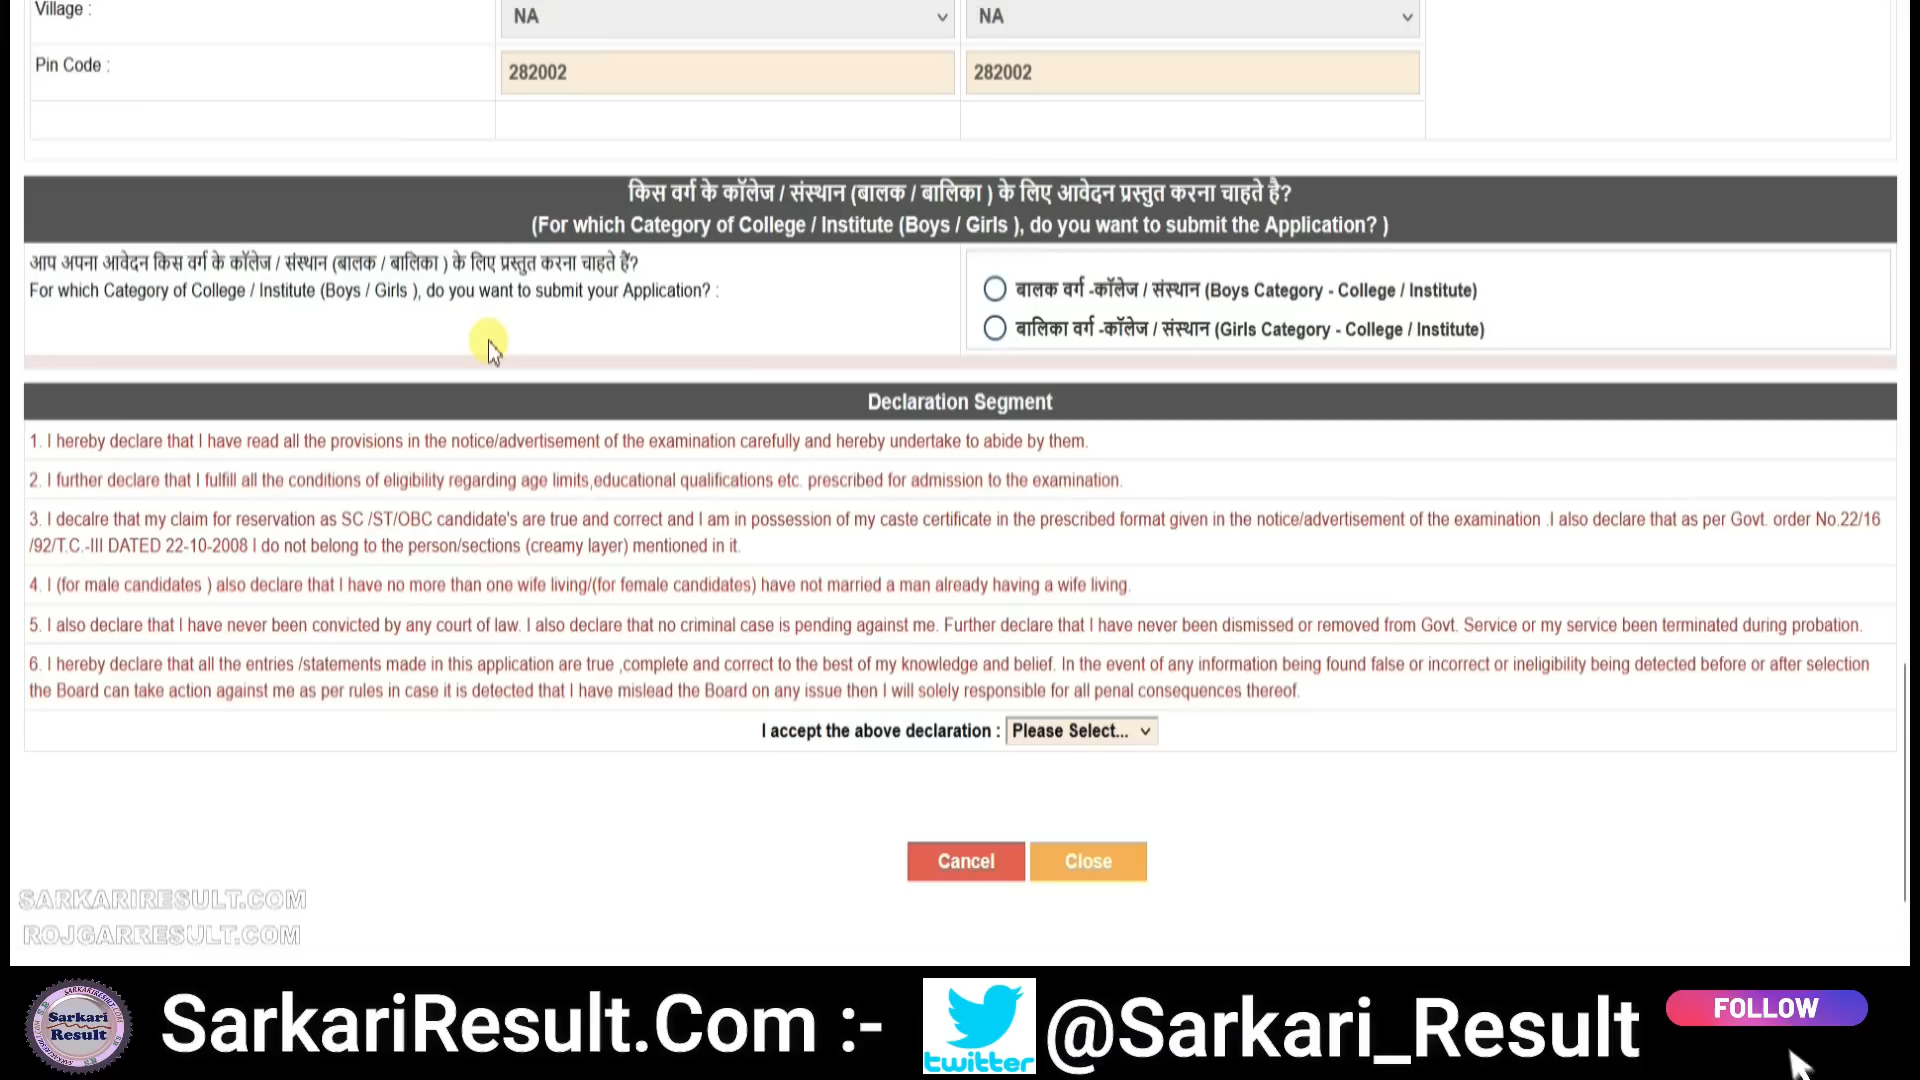 Village :
NA
NA
Pin Code :
282002
282002
किस वर्ग के कॉलेज / संस्थान (बालक / बालिका ) के लिए आवेदन प्रस्तुत करना चाहते है?
(For which Category of College / Institute (Boys / Girls ), do you want to submit the Application? )
आप अपना आवेदन किस वर्ग के कॉलेज / संस्थान (बालक / बालिका ) के लिए प्रस्तुत करना चाहते हैं?
For which Category of College / Institute (Boys / Girls ), do you want to submit your Application? :
बालक वर्ग -कॉलेज / संस्थान (Boys Category - College / Institute)
बालिका वर्ग -कॉलेज / संस्थान (Girls Category - College / Institute)
Declaration Segment
1. I hereby declare that I have read all the provisions in the notice/advertisement of the examination carefully and hereby undertake to abide by them.
2. I further declare that I fulfill all the conditions of eligibility regarding age limits,educational qualifications etc. prescribed for admission to the examination.
3. I decalre that my claim for reservation as SC /ST/OBC candidate's are true and correct and I am in possession of my caste certificate in the prescribed format given in the notice/advertisement of the examination .I also declare that as per Govt. order No.22/16
/92/T.C.-III DATED 22-10-2008 I do not belong to the person/sections (creamy layer) mentioned in it.
4. I (for male candidates ) also declare that I have no more than one wife living/(for female candidates) have not married a man already having a wife living.
5. I also declare that I have never been convicted by any court of law. I also declare that no criminal case is pending against me. Further declare that I have never been dismissed or removed from Govt. Service or my service been terminated during probation.
6. I hereby declare that all the entries /statements made in this application are true ,complete and correct to the best of my knowledge and belief. In the event of any information being found false or incorrect or ineligibility being detected before or after selection
the Board can take action against me as per rules in case it is detected that I have mislead the Board on any issue then I will solely responsible for all penal consequences thereof.
I accept the above declaration : Please Select...
Cancel
Close
SARKARIRESULT.COM
ROJGARRESULT.COM
Sarkari
Result
SarkariResult.Com :-
twitter
@Sarkari_Result
FOLLOW